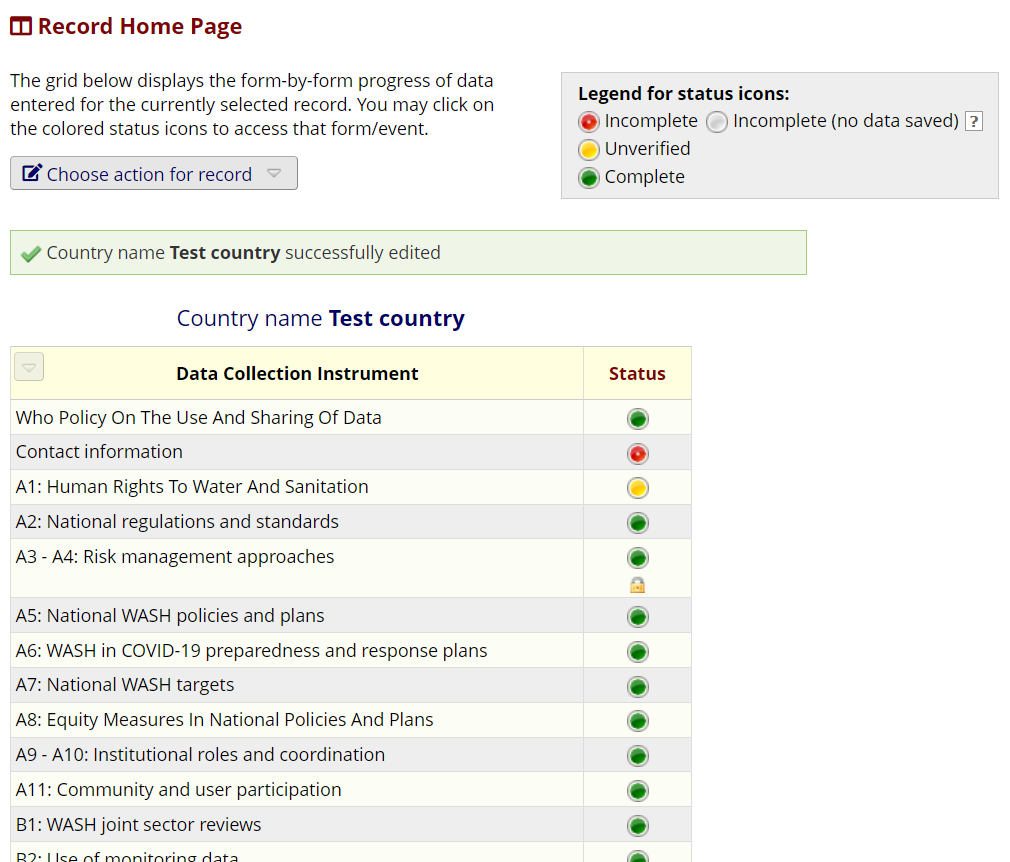 Record Home Page
The grid below displays the form-by-form progress of data
entered for the currently selected record. You may click on
the colored status icons to access that form/event.
Choose action for record
Legend for status icons:
Incomplete Incomplete (no data saved) ?
Unverified
Complete
Country name Test country successfully edited
Country name Test country
Data Collection Instrument Status
Who Policy On The Use And Sharing Of Data
Contact information
A1: Human Rights To Water And Sanitation
A2: National regulations and standards
A3 - A4: Risk management approaches
A5: National WASH policies and plans
A6: WASH in COVID-19 preparedness and response plans
A7: National WASH targets
A8: Equity Measures In National Policies And Plans
A9 - A10: Institutional roles and coordination
A11: Community and user participation
B1: WASH joint sector reviews
B2: Use of monitoring data